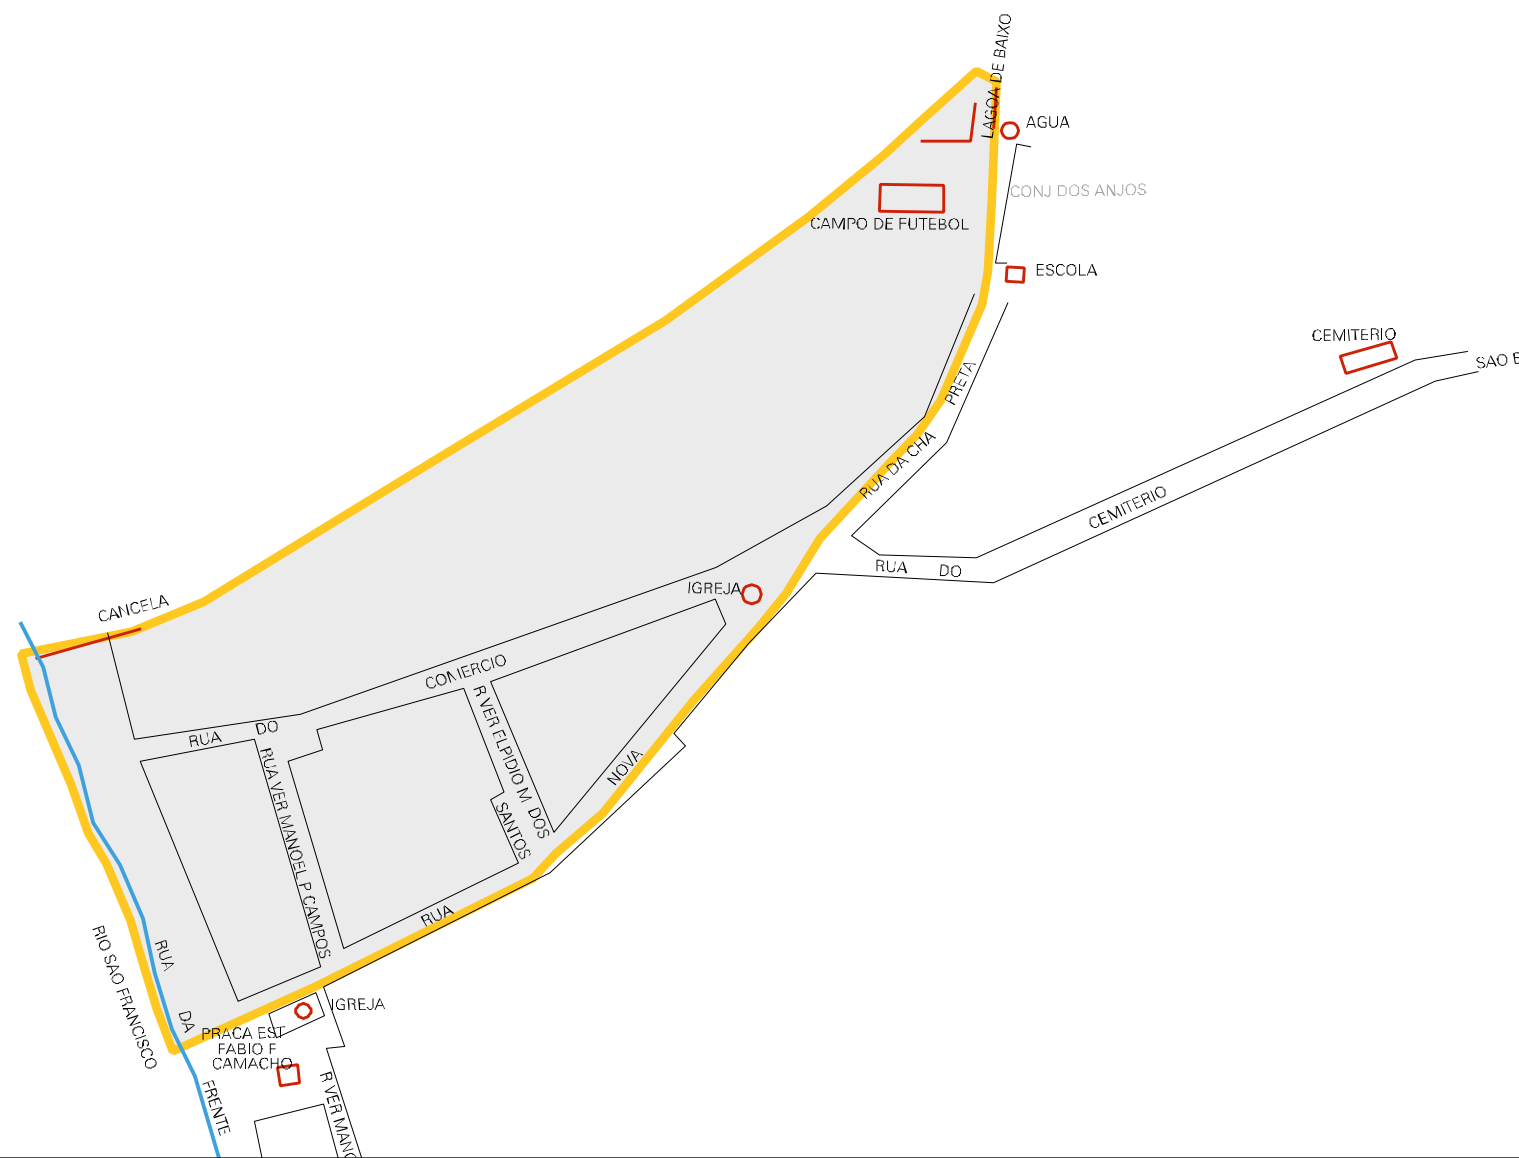 LAGOA DE BAIXO
AGUA
CONJ DOS ANJOS
CAMPO DE FUTEBOL
ESCOLA
CEMITERIO
SAO
PRETA
RUA DA CHA
CEMITERIO
RUA DO
IGREJA
CANCELA
COMERCIO
RUA DO
R VER ELPIDIO M DOS
SANTOS
RUA VER MANOEL P CAMPOS
NOVA
RUA
RIO SAO FRANCISCO
RUA
DA
FRENTE
IGREJA
PRACA EST
FABIO F
CAMACHO
R VER MANO